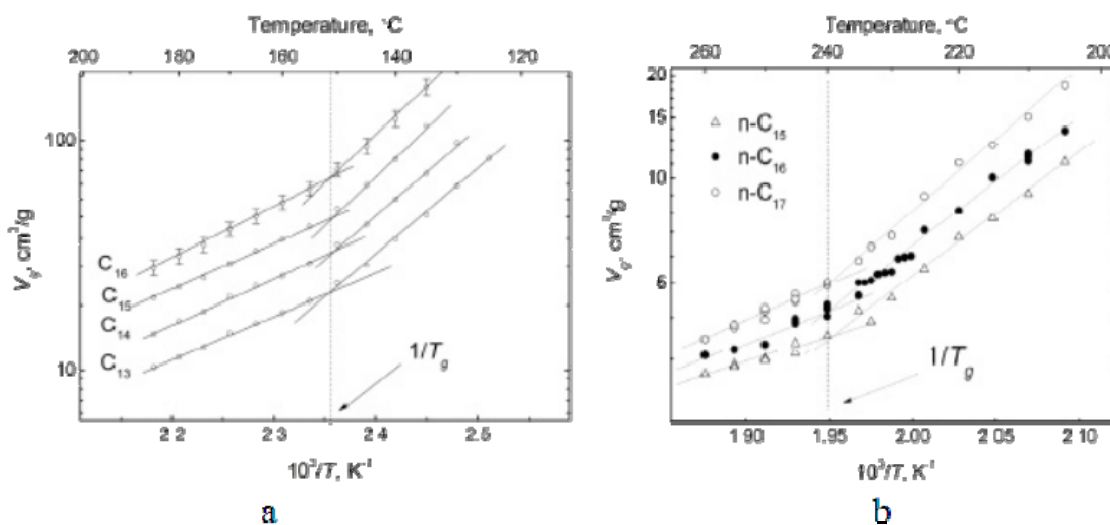 Temperature, °C
200 180 160 140 120
100
10
V_g, cm³/g
C₁₆
C₁₅
C₁₄
C₁₃
1/T_g
2.2 2.3 2.4 2.5
10³/T, K⁻¹
a
Temperature, °C
260 240 220 200
20
15
10
5
V_g, cm³/g
n-C₁₅
n-C₁₆
n-C₁₇
1/T_g
1.90 1.95 2.00 2.05 2.10
10³/T, K⁻¹
b